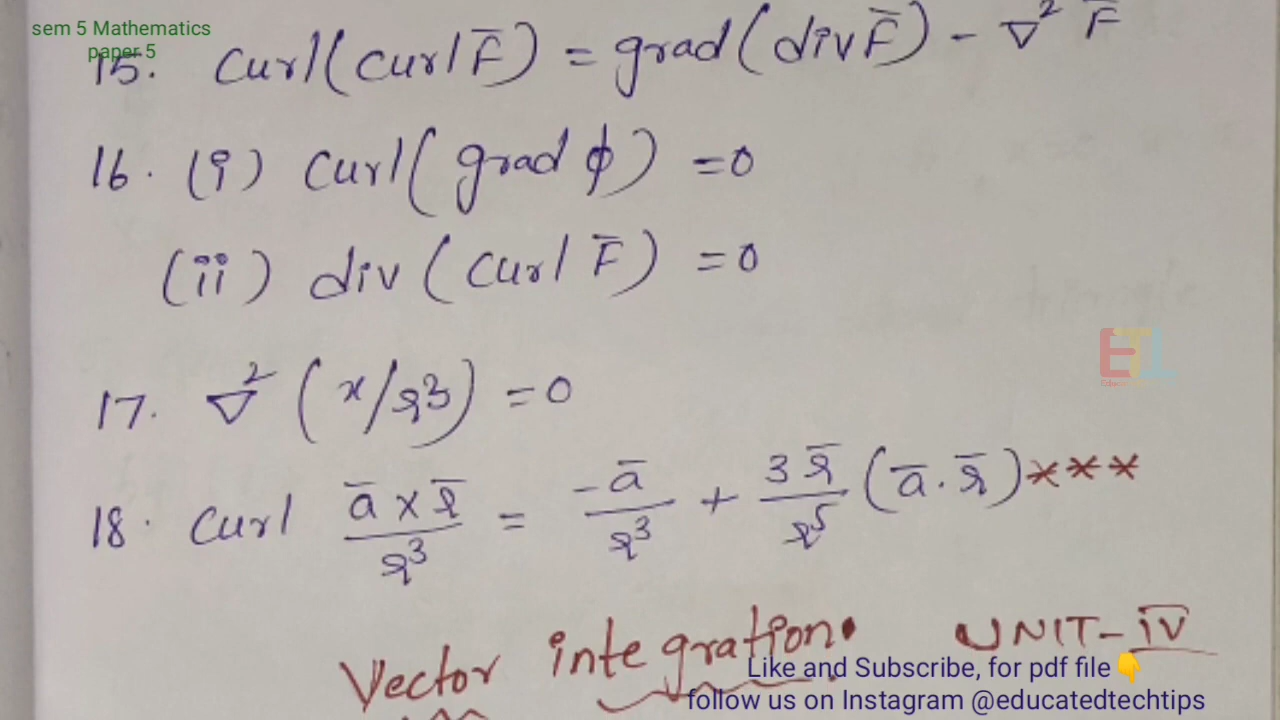 sem 5 Mathematics
paper 5
15. Curl(curl F̄) = grad(div F̄) - ∇² F̄
16. (i) Curl(grad ϕ) = 0
(ii) div (Curl F̄) = 0
17. ∇² (x/r3) = 0
ETL
18. Curl ā × r̄ / r³ = -ā / r³ + 3r̄ / r⁵ (ā . r̄) ***
Vector integration. UNIT-IV
Like and Subscribe, for pdf file👇
follow us on Instagram @educatedtechtips